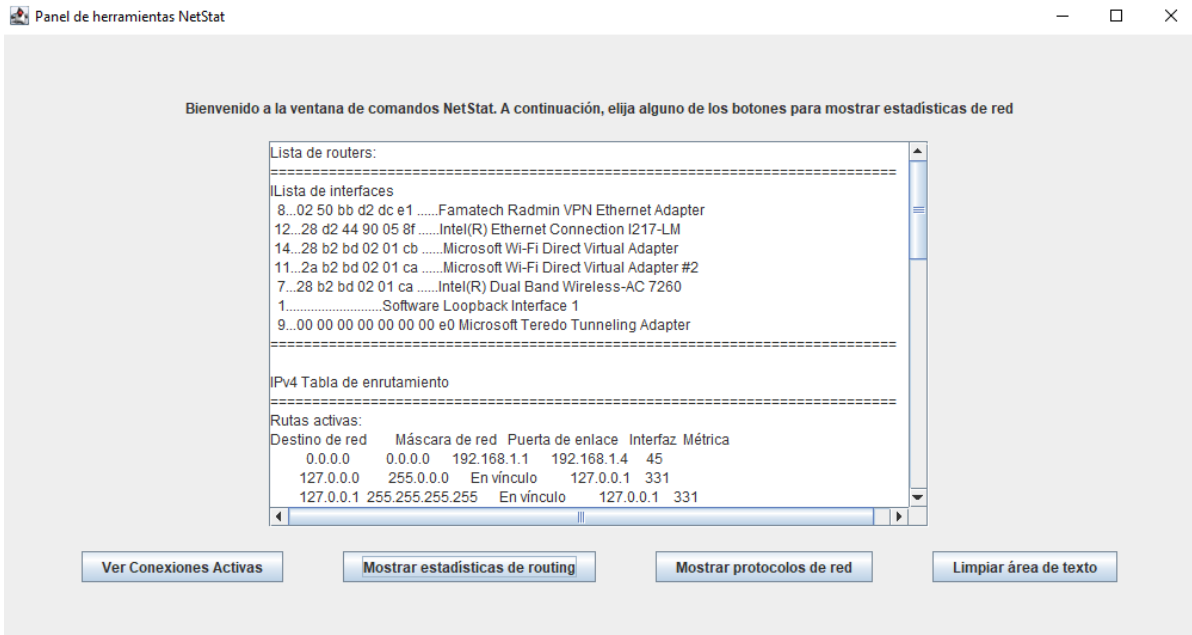 Panel de herramientas NetStat
Bienvenido a la ventana de comandos NetStat. A continuación, elija alguno de los botones para mostrar estadísticas de red
Lista de routers:
===========================================================================
ILista de interfaces
8...02 50 bb d2 dc e1 ......Famatech Radmin VPN Ethernet Adapter
12...28 d2 44 90 05 8f ......Intel(R) Ethernet Connection I217-LM
14...28 b2 bd 02 01 cb ......Microsoft Wi-Fi Direct Virtual Adapter
11...2a b2 bd 02 01 ca ......Microsoft Wi-Fi Direct Virtual Adapter #2
7...28 b2 bd 02 01 ca ......Intel(R) Dual Band Wireless-AC 7260
1...........................Software Loopback Interface 1
9...00 00 00 00 00 00 00 e0 Microsoft Teredo Tunneling Adapter
===========================================================================
IPv4 Tabla de enrutamiento
===========================================================================
Rutas activas:
Destino de red Máscara de red Puerta de enlace Interfaz Métrica
0.0.0.0 0.0.0.0 192.168.1.1 192.168.1.4 45
127.0.0.0 255.0.0.0 En vínculo 127.0.0.1 331
127.0.0.1 255.255.255.255 En vínculo 127.0.0.1 331
Ver Conexiones Activas
Mostrar estadísticas de routing
Mostrar protocolos de red
Limpiar área de texto